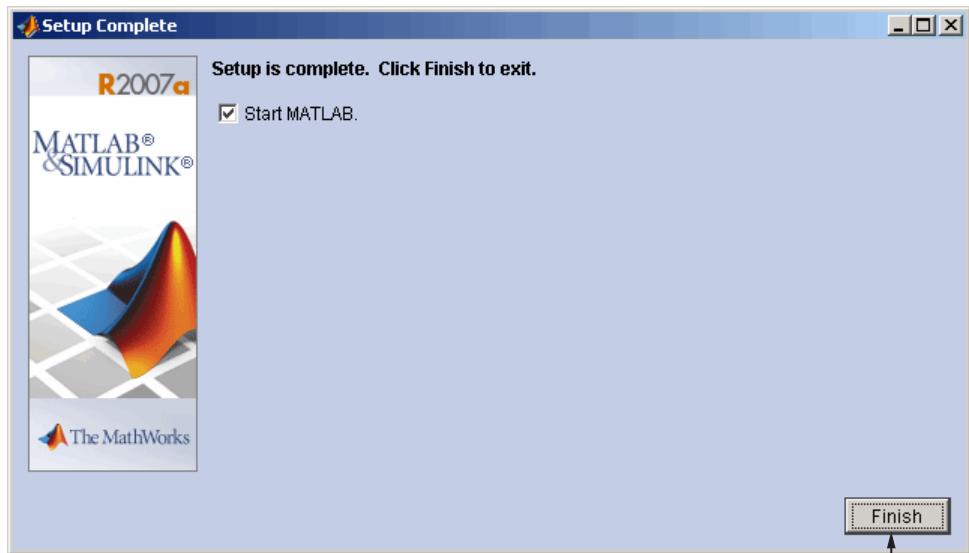 Setup Complete
R2007a
MATLAB®
&SIMULINK®
The MathWorks
Setup is complete. Click Finish to exit.
Start MATLAB.
Finish